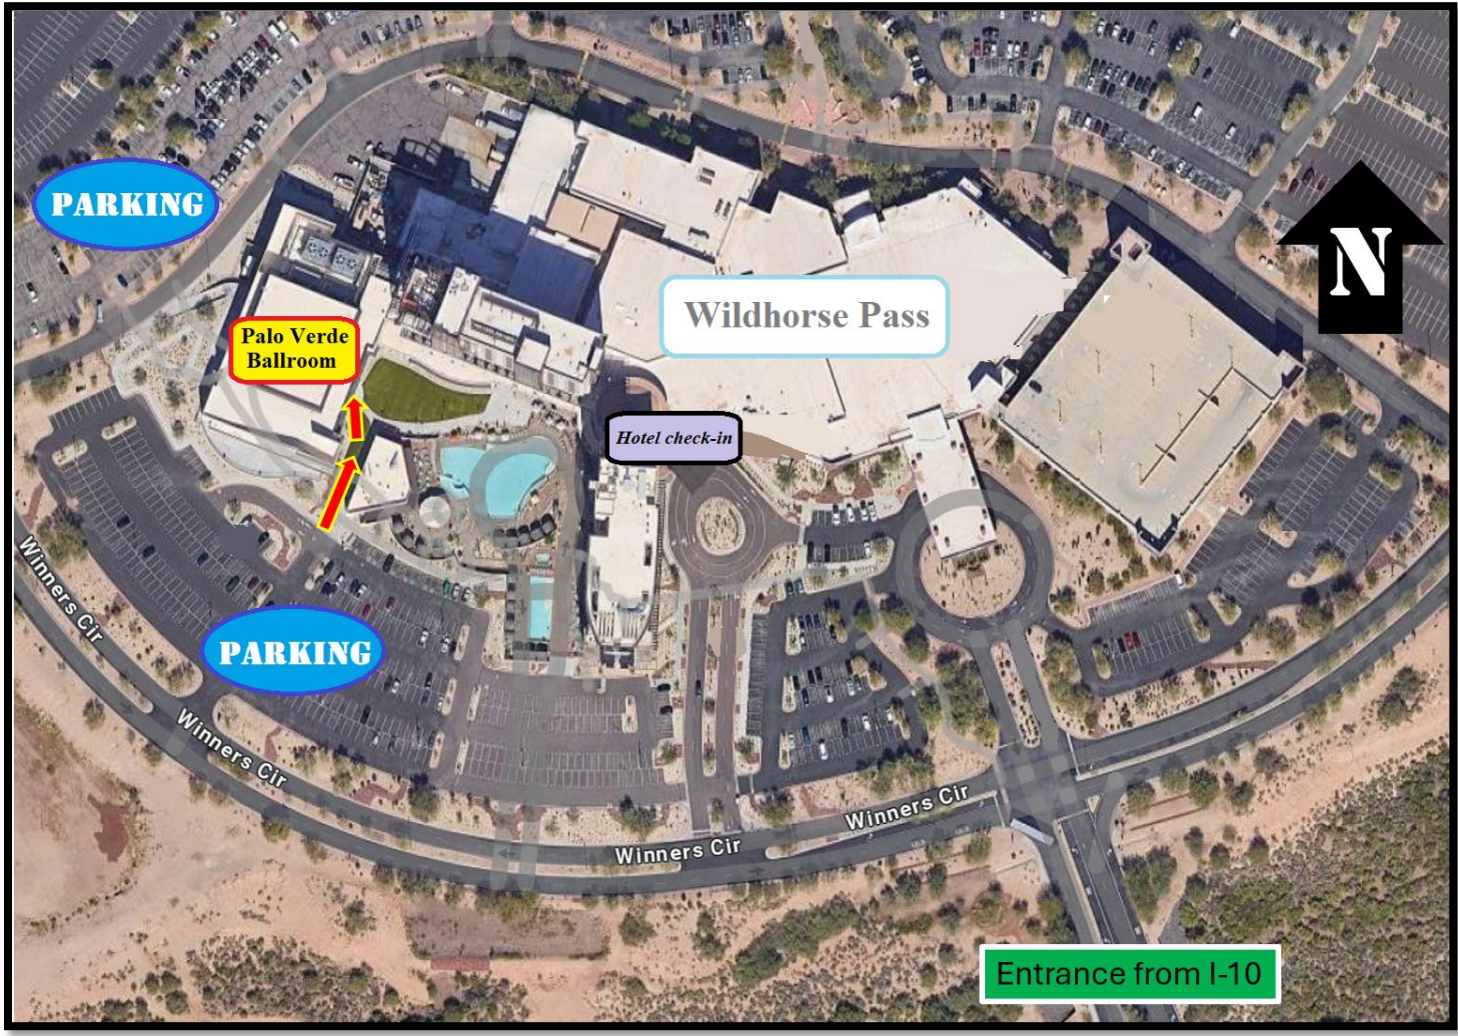 PARKING
N
Wildhorse Pass
Palo Verde
Ballroom
Hotel check-in
Winners Cir
PARKING
Winners Cir
Winners Cir
Winners Cir
Entrance from I-10